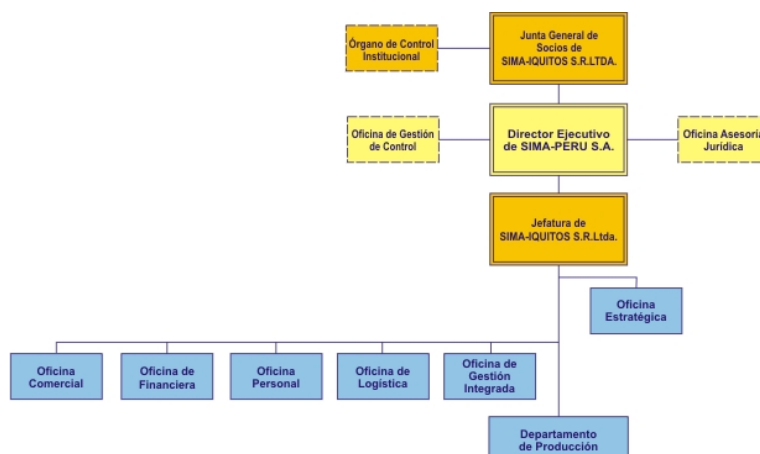 Órgano de Control
Institucional
Junta General de
Socios de
SIMA-IQUITOS S.R.LTDA.
Oficina de Gestión
de Control
Director Ejecutivo
de SIMA-PERU S.A.
Oficina Asesoría
Jurídica
Jefatura de
SIMA-IQUITOS S.R.Ltda.
Oficina
Estratégica
Oficina
Comercial
Oficina de
Financiera
Oficina
Personal
Oficina de
Logística
Oficina de
Gestión
Integrada
Departamento
de Producción